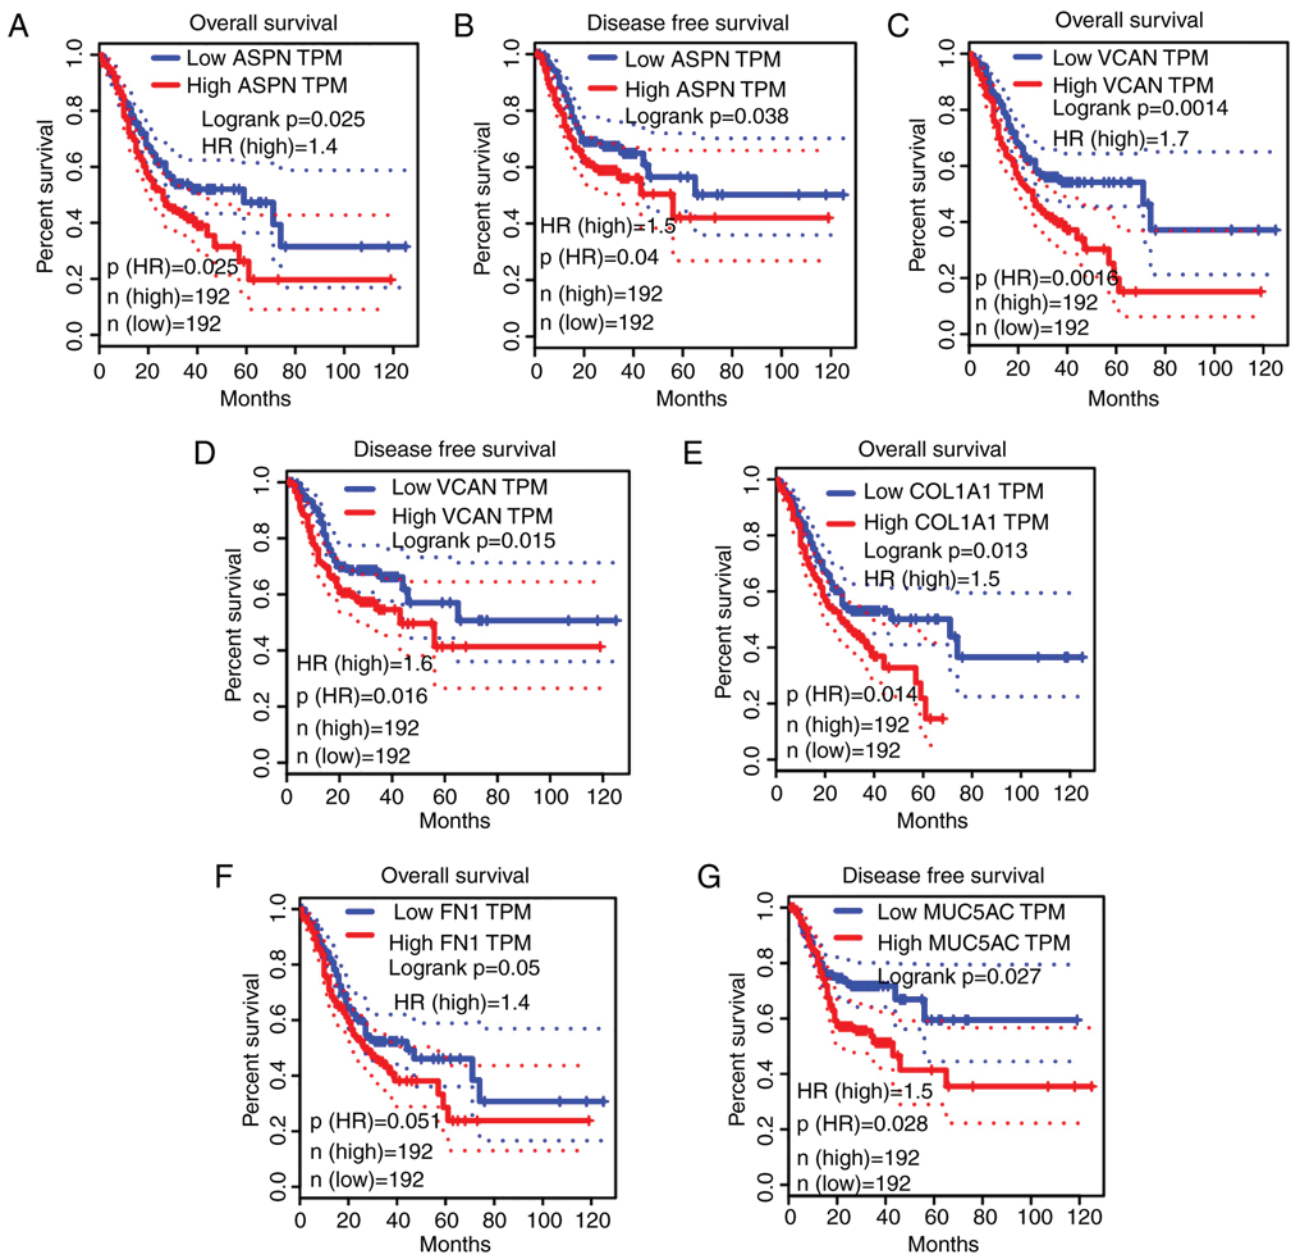 A
Overall survival
Low ASPN TPM
High ASPN TPM
Logrank p=0.025
HR (high)=1.4
p (HR)=0.025
n (high)=192
n (low)=192
Percent survival
0.0 0.2 0.4 0.6 0.8 1.0
0 20 40 60 80 100 120
Months
B
Disease free survival
Low ASPN TPM
High ASPN TPM
Logrank p=0.038
HR (high)=1.5
p (HR)=0.04
n (high)=192
n (low)=192
Percent survival
0.0 0.2 0.4 0.6 0.8 1.0
0 20 40 60 80 100 120
Months
C
Overall survival
Low VCAN TPM
High VCAN TPM
Logrank p=0.0014
HR (high)=1.7
p (HR)=0.0016
n (high)=192
n (low)=192
Percent survival
0.0 0.2 0.4 0.6 0.8 1.0
0 20 40 60 80 100 120
Months
D
Disease free survival
Low VCAN TPM
High VCAN TPM
Logrank p=0.015
HR (high)=1.6
p (HR)=0.016
n (high)=192
n (low)=192
Percent survival
0.0 0.2 0.4 0.6 0.8 1.0
0 20 40 60 80 100 120
Months
E
Overall survival
Low COL1A1 TPM
High COL1A1 TPM
Logrank p=0.013
HR (high)=1.5
p (HR)=0.014
n (high)=192
n (low)=192
Percent survival
0.0 0.2 0.4 0.6 0.8 1.0
0 20 40 60 80 100 120
Months
F
Overall survival
Low FN1 TPM
High FN1 TPM
Logrank p=0.05
HR (high)=1.4
p (HR)=0.051
n (high)=192
n (low)=192
Percent survival
0.0 0.2 0.4 0.6 0.8 1.0
0 20 40 60 80 100 120
Months
G
Disease free survival
Low MUC5AC TPM
High MUC5AC TPM
Logrank p=0.027
HR (high)=1.5
p (HR)=0.028
n (high)=192
n (low)=192
Percent survival
0.0 0.2 0.4 0.6 0.8 1.0
0 20 40 60 80 100 120
Months